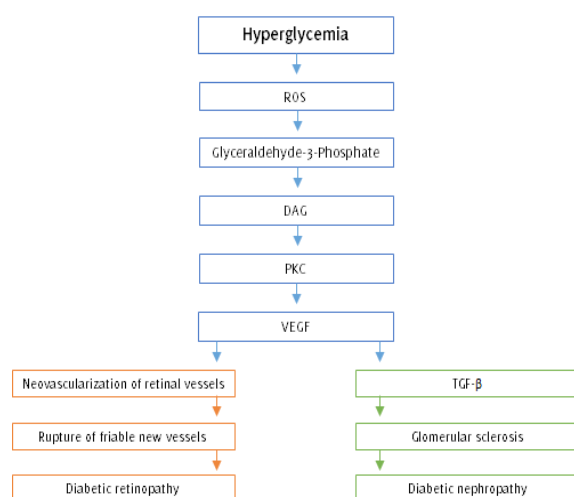 Hyperglycemia
ROS
Glyceraldehyde-3-Phosphate
DAG
PKC
VEGF
Neovascularization of retinal vessels
TGF-β
Rupture of friable new vessels
Glomerular sclerosis
Diabetic retinopathy
Diabetic nephropathy